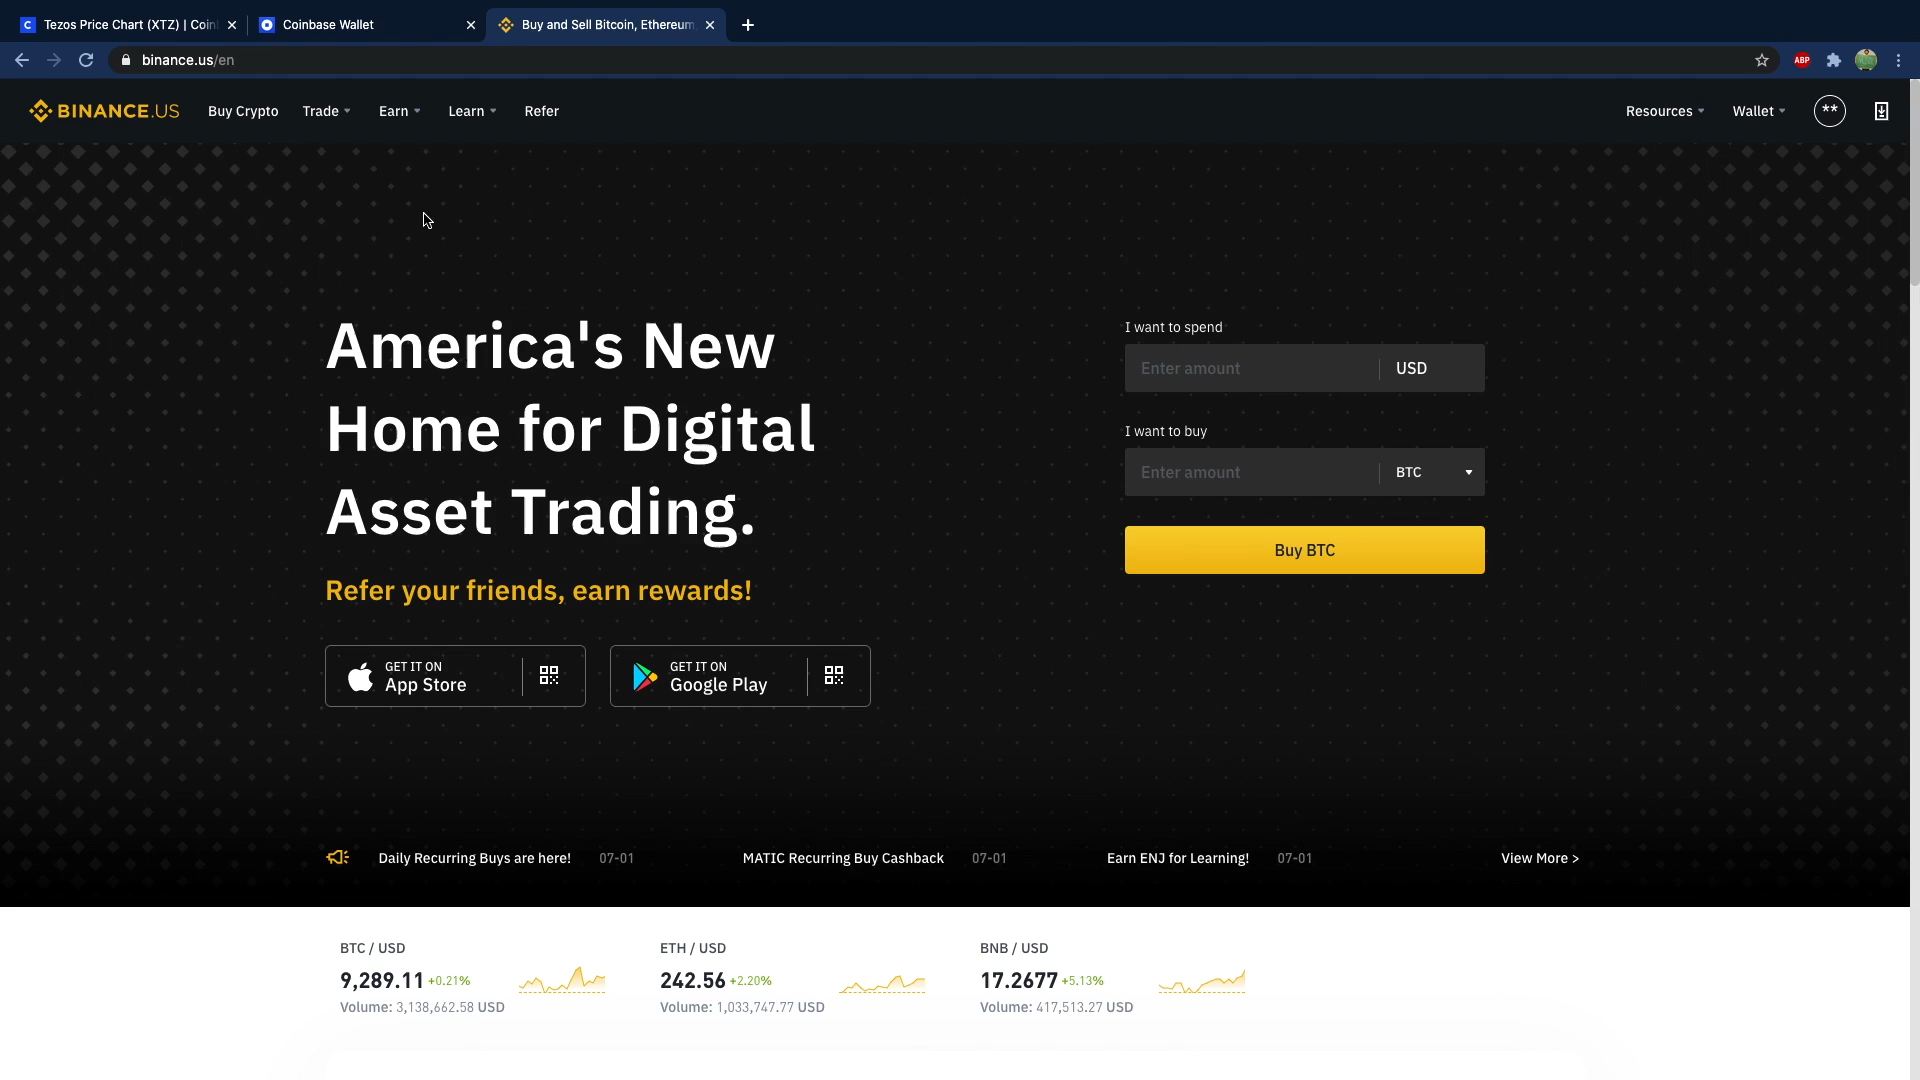 Tezos Price Chart (XTZ) | Coin
Coinbase Wallet
Buy and Sell Bitcoin, Ethereum
binance.us/en
ABP
BINANCE.US
Buy Crypto
Trade
Earn
Learn
Refer
Resources
Wallet
**
America's New
Home for Digital
Asset Trading.
Refer your friends, earn rewards!
GET IT ON
App Store
GET IT ON
Google Play
I want to spend
Enter amount
USD
I want to buy
Enter amount
BTC
Buy BTC
Daily Recurring Buys are here! 07-01
MATIC Recurring Buy Cashback 07-01
Earn ENJ for Learning! 07-01
View More >
BTC / USD
9,289.11 +0.21%
Volume: 3,138,662.58 USD
ETH / USD
242.56 +2.20%
Volume: 1,033,747.77 USD
BNB / USD
17.2677 +5.13%
Volume: 417,513.27 USD